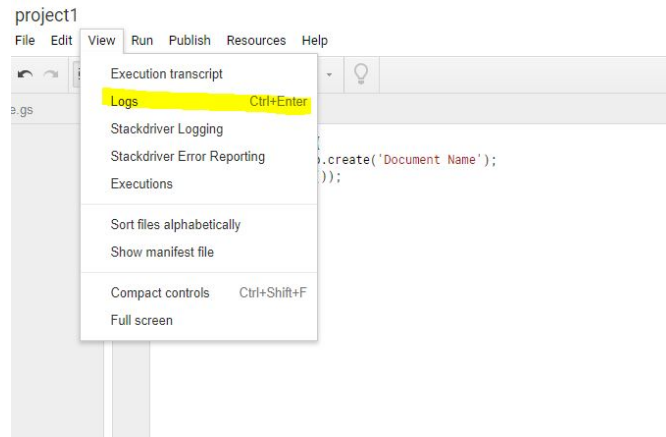 project1
File Edit View Run Publish Resources Help
Execution transcript
e.gs
Logs Ctrl+Enter
Stackdriver Logging
Stackdriver Error Reporting
.create('Document Name');
Executions
));
Sort files alphabetically
Show manifest file
Compact controls Ctrl+Shift+F
Full screen